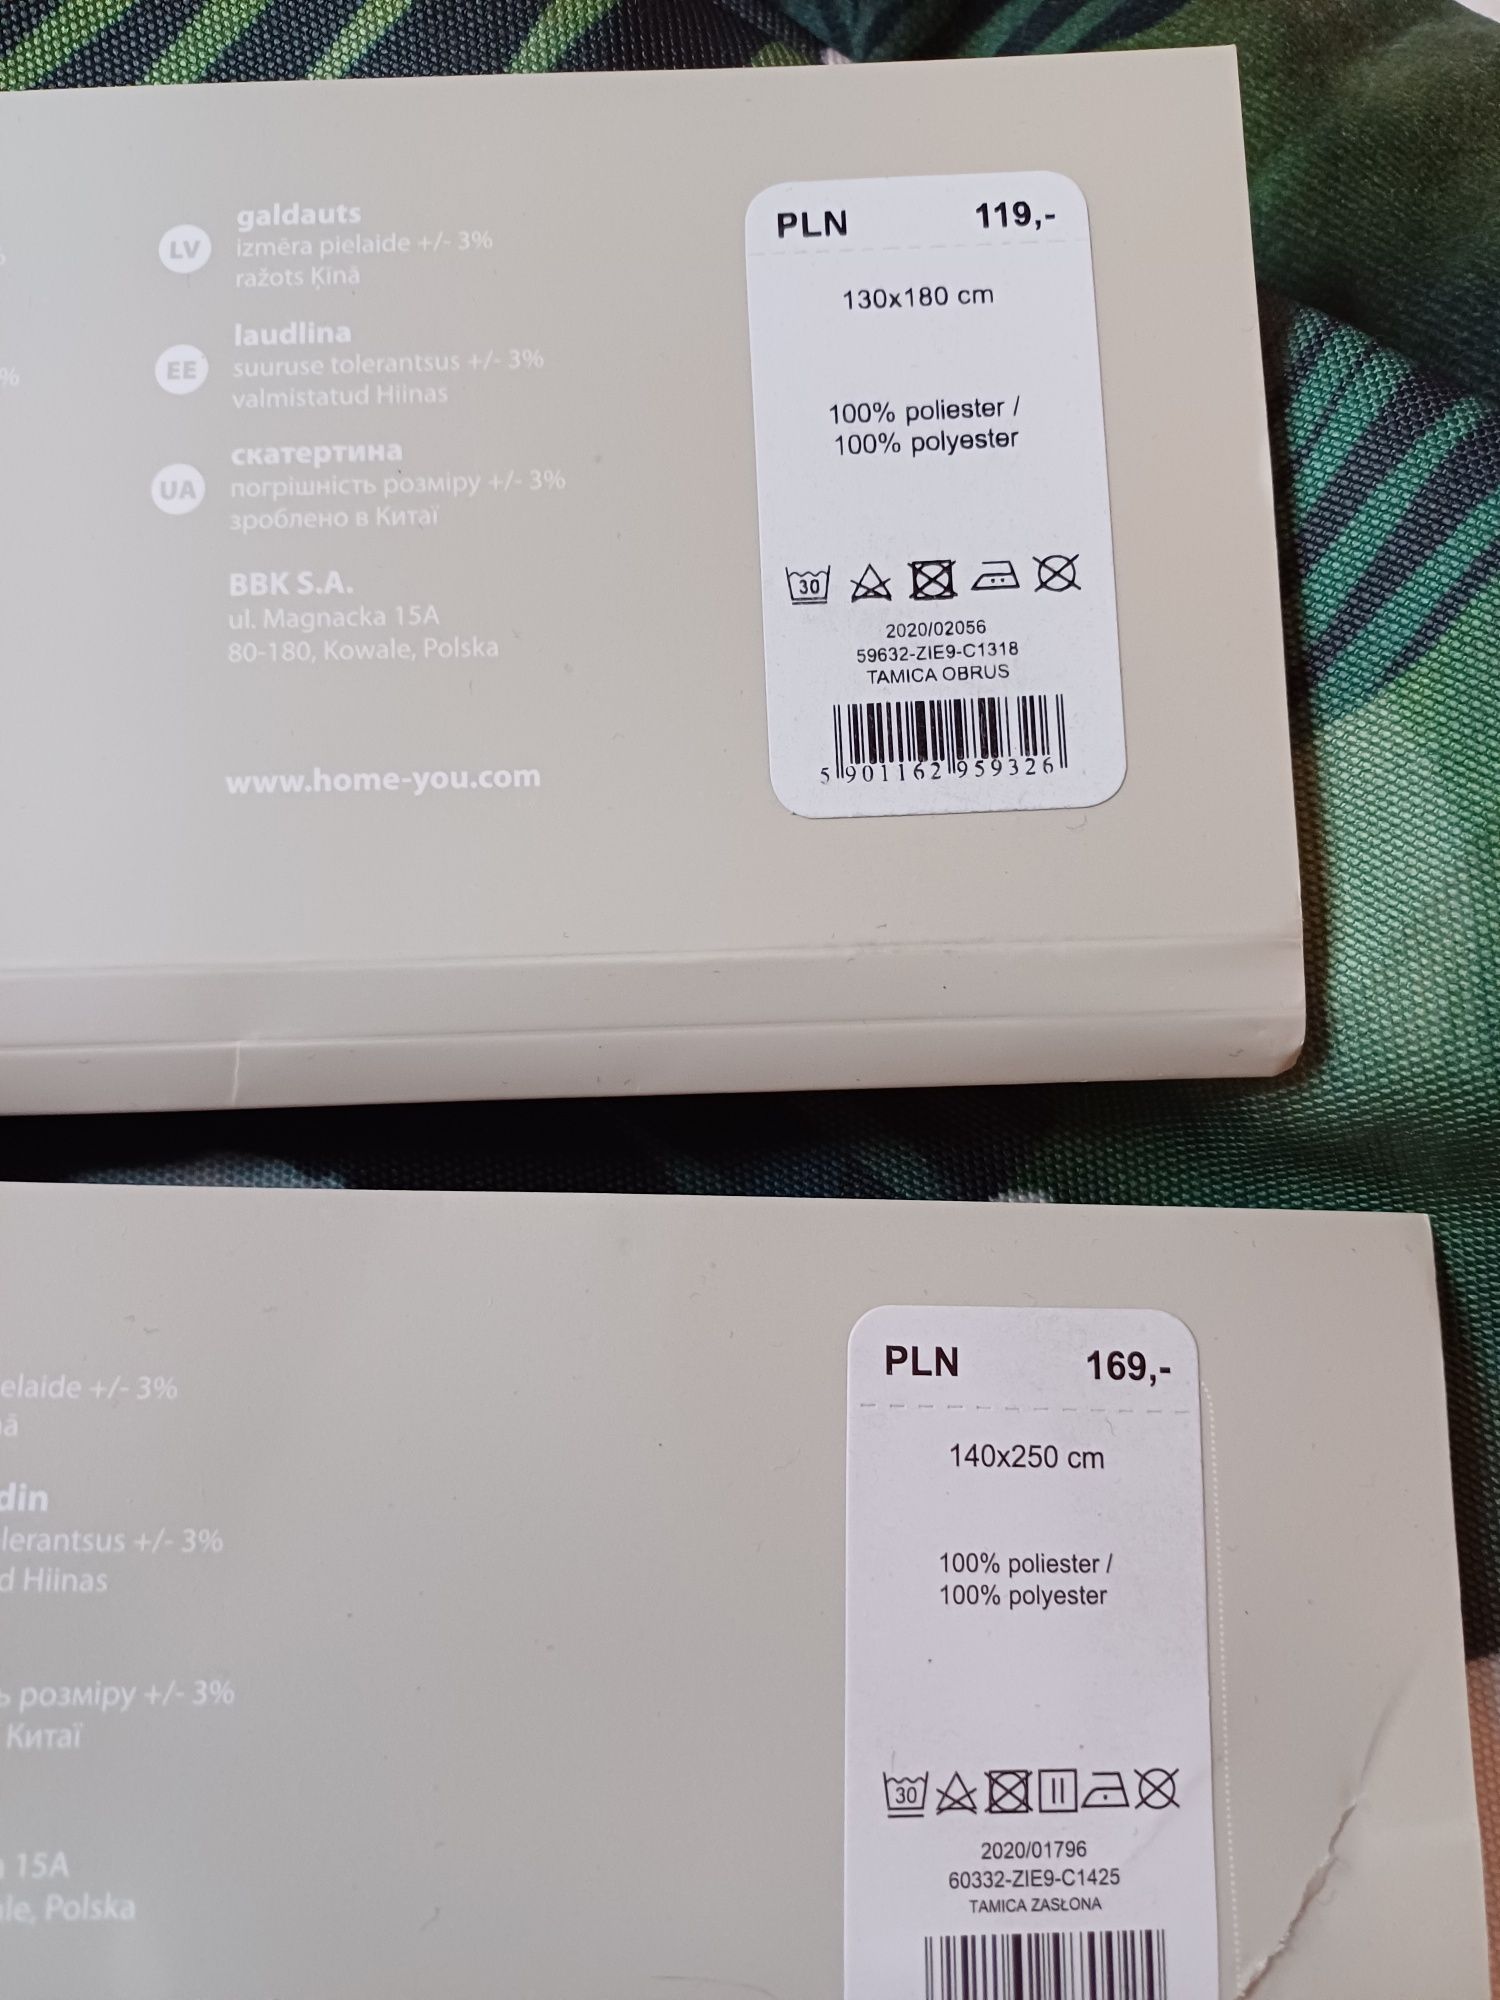 LV
galdauts
izmēra pielaide +/- 3%
ražots Ķīnā
EE
laudlina
suuruse tolerantsus +/- 3%
valmistatud Hiinas
UA
скатертина
погрішність розміру +/- 3%
зроблено в Китаї
BBK S.A.
ul. Magnacka 15A
80-180, Kowale, Polska
www.home-you.com
%
%
PLN 119,-
130x180 cm
100% poliester /
100% polyester
30
2020/02056
59632-ZIE9-C1318
TAMICA OBRUS
5 901162 959326
elaide +/- 3%
din
lerantsus +/- 3%
d Hiinas
розміру +/- 3%
Китаї
15A
le, Polska
PLN 169,-
140x250 cm
100% poliester /
100% polyester
30
2020/01796
60332-ZIE9-C1425
TAMICA ZASŁONA